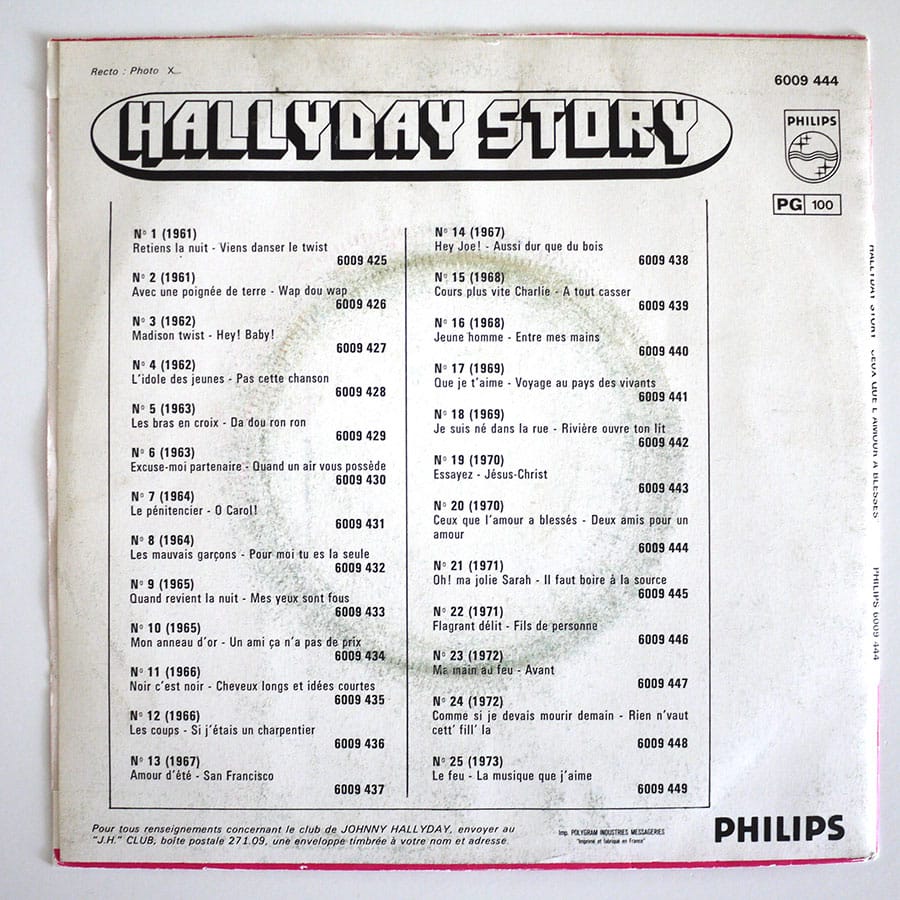 Recto : Photo X...
6009 444
HALLYDAY STORY
PHILIPS
PG 100
N° 1 (1961)
Retiens la nuit - Viens danser le twist
6009 425
N° 2 (1961)
Avec une poignée de terre - Wap dou wap
6009 426
N° 3 (1962)
Madison twist - Hey! Baby!
6009 427
N° 4 (1962)
L'idole des jeunes - Pas cette chanson
6009 428
N° 5 (1963)
Les bras en croix - Da dou ron ron
6009 429
N° 6 (1963)
Excuse-moi partenaire - Quand un air vous possède
6009 430
N° 7 (1964)
Le pénitencier - O Carol!
6009 431
N° 8 (1964)
Les mauvais garçons - Pour moi tu es la seule
6009 432
N° 9 (1965)
Quand revient la nuit - Mes yeux sont fous
6009 433
N° 10 (1965)
Mon anneau d'or - Un ami ça n'a pas de prix
6009 434
N° 11 (1966)
Noir c'est noir - Cheveux longs et idées courtes
6009 435
N° 12 (1966)
Les coups - Si j'étais un charpentier
6009 436
N° 13 (1967)
Amour d'été - San Francisco
6009 437
N° 14 (1967)
Hey Joe! - Aussi dur que du bois
6009 438
N° 15 (1968)
Cours plus vite Charlie - A tout casser
6009 439
N° 16 (1968)
Jeune homme - Entre mes mains
6009 440
N° 17 (1969)
Que je t'aime - Voyage au pays des vivants
6009 441
N° 18 (1969)
Je suis né dans la rue - Rivière ouvre ton lit
6009 442
N° 19 (1970)
Essayez - Jésus-Christ
6009 443
N° 20 (1970)
Ceux que l'amour a blessés - Deux amis pour un
amour
6009 444
N° 21 (1971)
Oh! ma jolie Sarah - Il faut boire à la source
6009 445
N° 22 (1971)
Flagrant délit - Fils de personne
6009 446
N° 23 (1972)
Ma main au feu - Avant
6009 447
N° 24 (1972)
Comme si je devais mourir demain - Rien n'vaut
cett' fill' la
6009 448
N° 25 (1973)
Le feu - La musique que j'aime
6009 449
HALLYDAY STORY CEUX QUE L'AMOUR A BLESSES PHILIPS 6009 444
Pour tous renseignements concernant le club de JOHNNY HALLYDAY, envoyer au
"J.H." CLUB, boîte postale 271.09, une enveloppe timbrée à votre nom et adresse.
Imp. POLYGRAM INDUSTRIES MESSAGERIES
"Imprimé et fabriqué en France"
PHILIPS